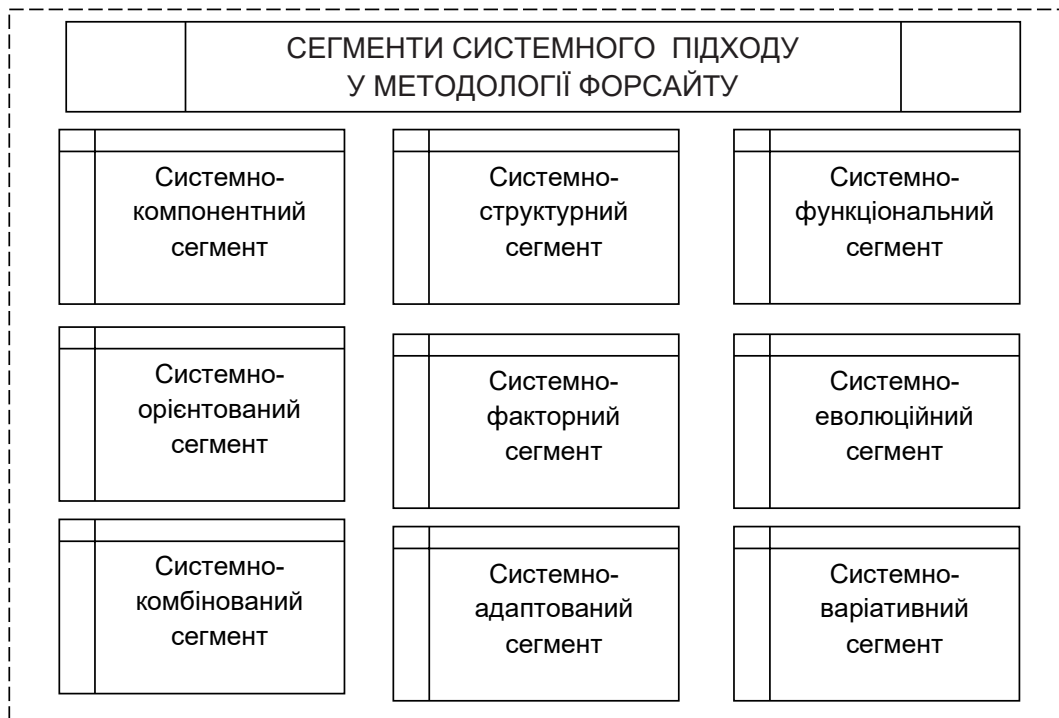 СЕГМЕНТИ СИСТЕМНОГО ПІДХОДУ
У МЕТОДОЛОГІЇ ФОРСАЙТУ
Системно-
компонентний
сегмент
Системно-
структурний
сегмент
Системно-
функціональний
сегмент
Системно-
орієнтований
сегмент
Системно-
факторний
сегмент
Системно-
еволюційний
сегмент
Системно-
комбінований
сегмент
Системно-
адаптований
сегмент
Системно-
варіативний
сегмент